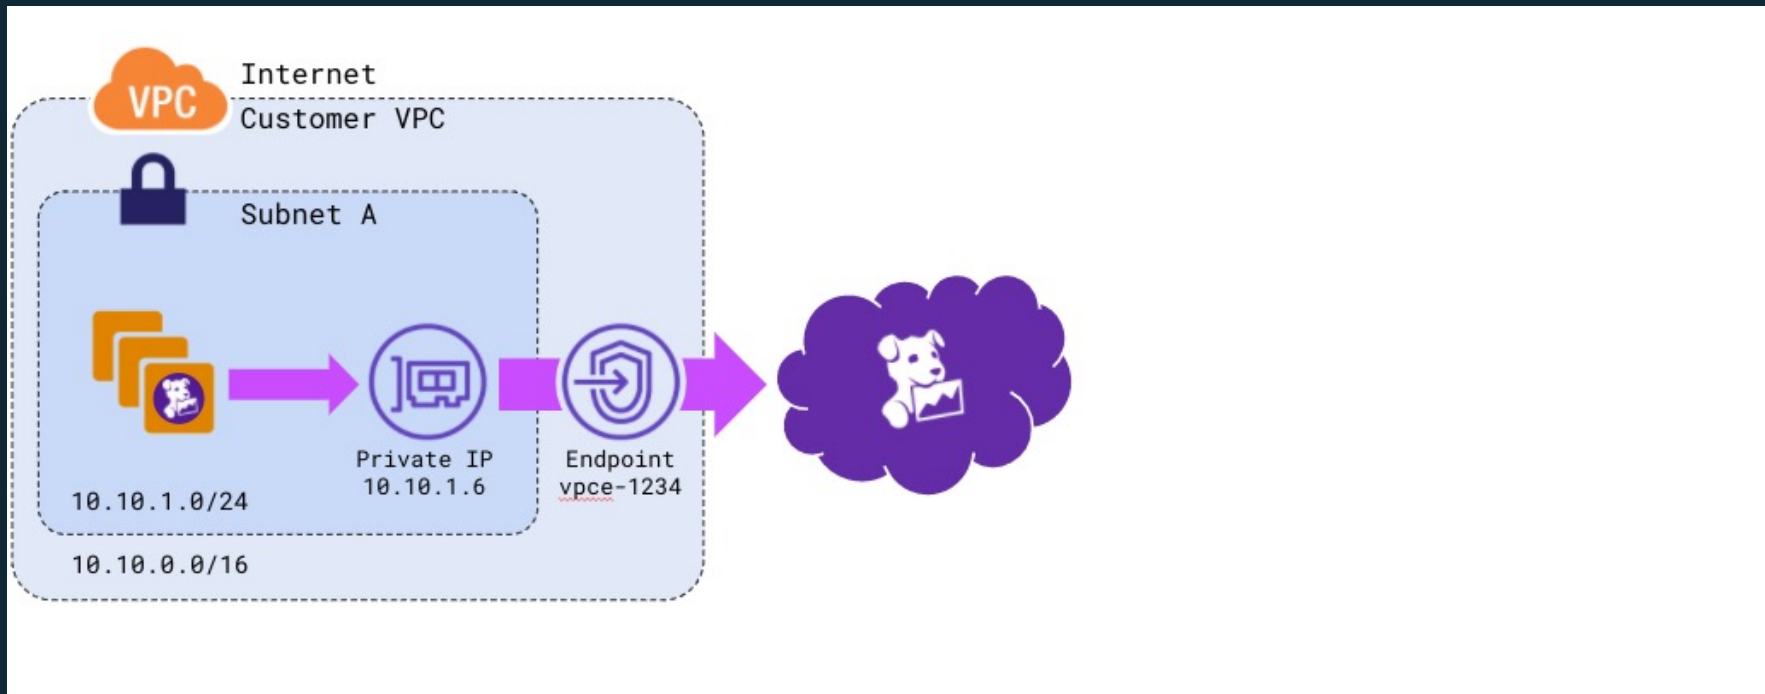 Internet
VPC
Customer VPC
Subnet A
Private IP
10.10.1.6
Endpoint
vpce-1234
10.10.1.0/24
10.10.0.0/16